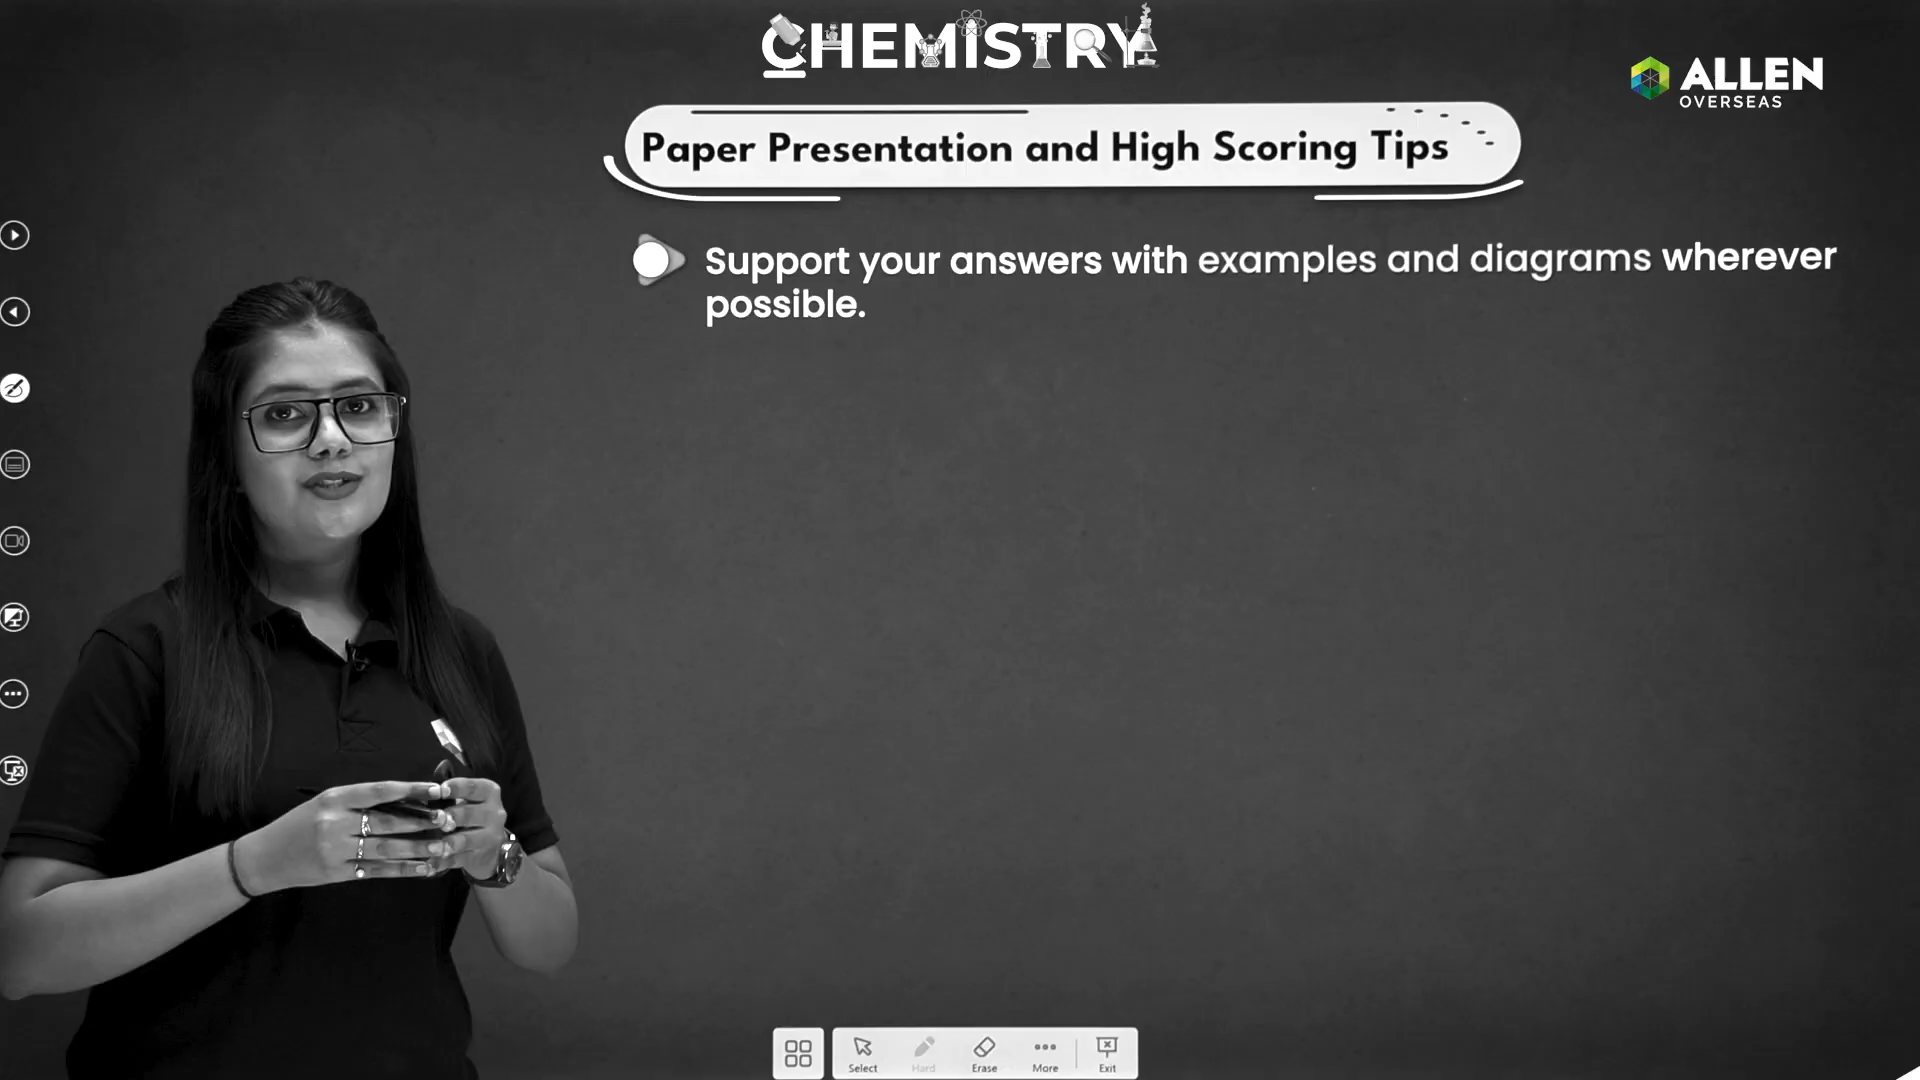 CHEMISTRY
ALLEN
OVERSEAS
Paper Presentation and High Scoring Tips
Support your answers with examples and diagrams wherever
possible.
Select
Hard
Erase
More
Exit